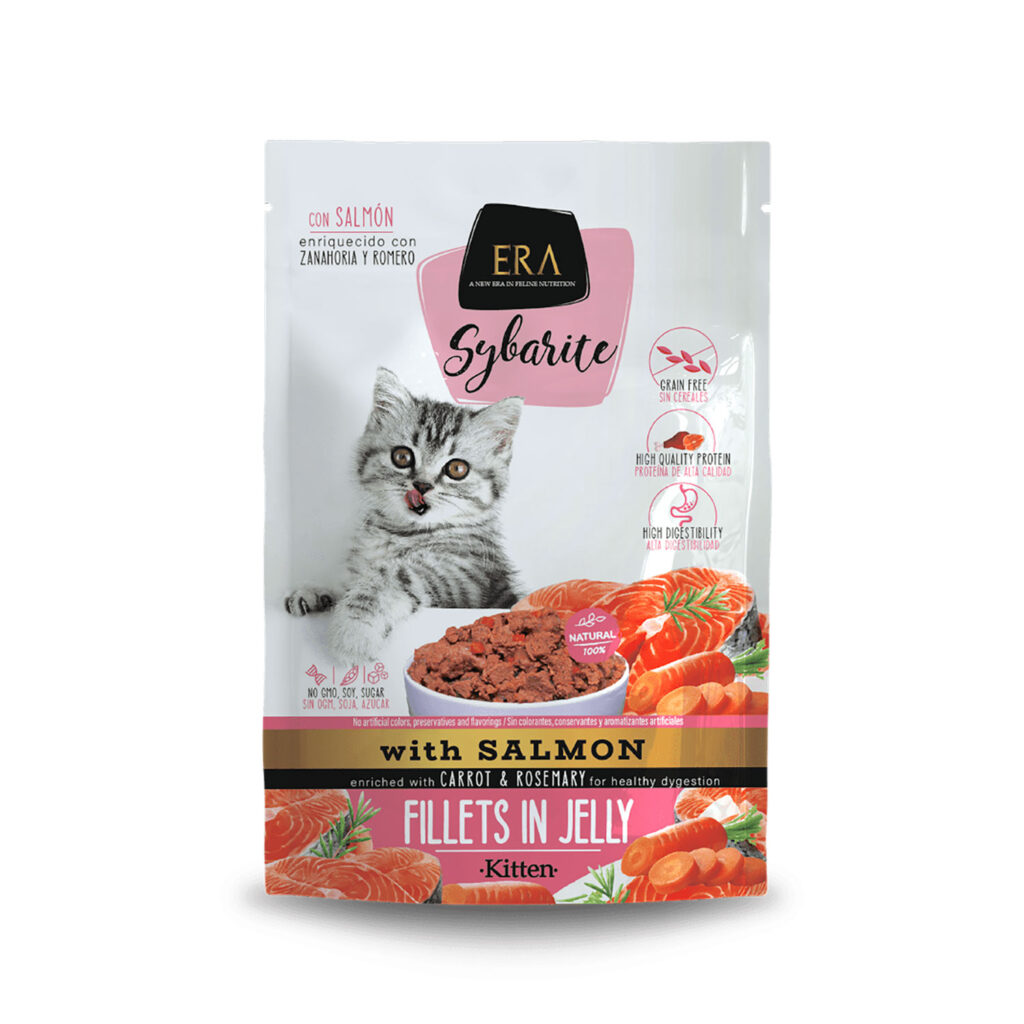 CON SALMÓN
enriquecido con
ZANAHORIA Y ROMERO
ERA
A NEW ERA IN FELINE NUTRITION
Sybarite
GRAIN FREE
SIN CEREALES
HIGH QUALITY PROTEIN
PROTEÍNA DE ALTA CALIDAD
HIGH DIGESTIBILITY
ALTA DIGESTIBILIDAD
NATURAL
100%
NO GMO, SOY, SUGAR
SIN OGM, SOJA, AZUCAR
No artificial colors, preservatives and flavorings / Sin colorantes, conservantes y aromatizantes artificiales
with SALMON
enriched with CARROT & ROSEMARY for healthy dygestion
FILLETS IN JELLY
·Kitten·